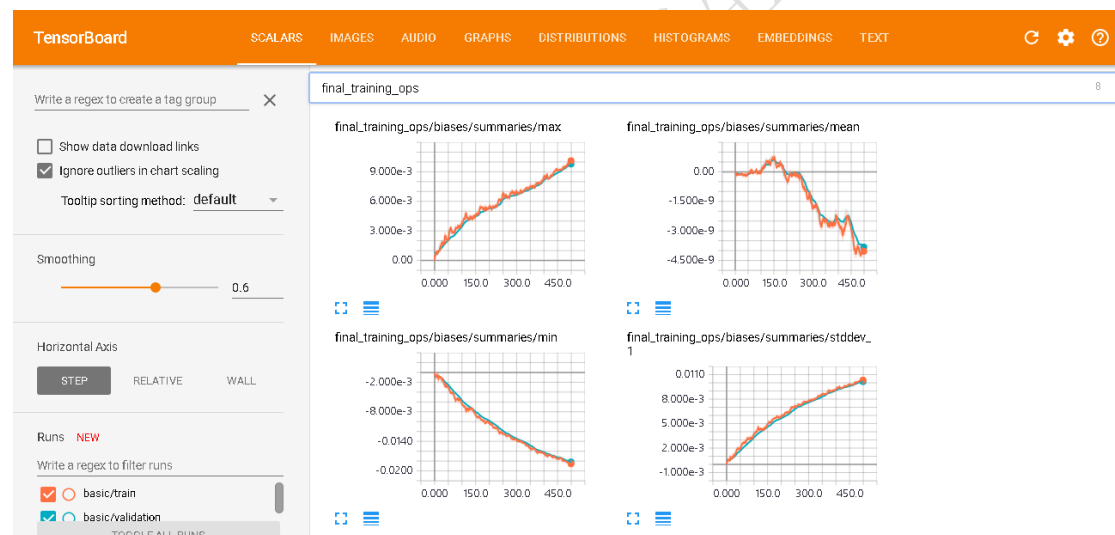 TensorBoard SCALARS IMAGES AUDIO GRAPHS DISTRIBUTIONS HISTOGRAMS EMBEDDINGS TEXT
Write a regex to create a tag group
Show data download links
Ignore outliers in chart scaling
Tooltip sorting method: default
Smoothing
0.6
Horizontal Axis
STEP RELATIVE WALL
Runs NEW
Write a regex to filter runs
basic/train
basic/validation
TOGGLE ALL RUNS
final_training_ops 8
final_training_ops/biases/summaries/max
9.000e-3
6.000e-3
3.000e-3
0.00
0.000 150.0 300.0 450.0
final_training_ops/biases/summaries/mean
0.00
-1.500e-9
-3.000e-9
-4.500e-9
0.000 150.0 300.0 450.0
final_training_ops/biases/summaries/min
-2.000e-3
-8.000e-3
-0.0140
-0.0200
0.000 150.0 300.0 450.0
final_training_ops/biases/summaries/stddev_
1
0.0110
8.000e-3
5.000e-3
2.000e-3
-1.000e-3
0.000 150.0 300.0 450.0